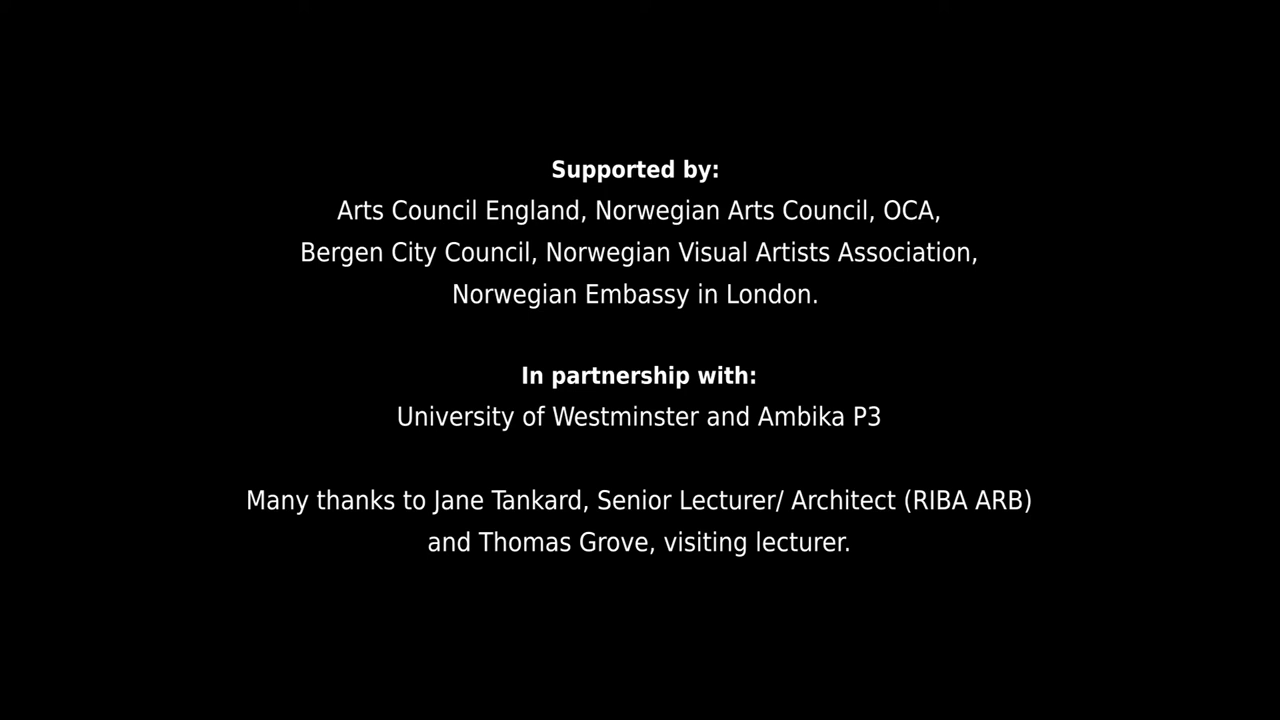 Supported by:
Arts Council England, Norwegian Arts Council, OCA,
Bergen City Council, Norwegian Visual Artists Association,
Norwegian Embassy in London.
In partnership with:
University of Westminster and Ambika P3
Many thanks to Jane Tankard, Senior Lecturer/ Architect (RIBA ARB)
and Thomas Grove, visiting lecturer.